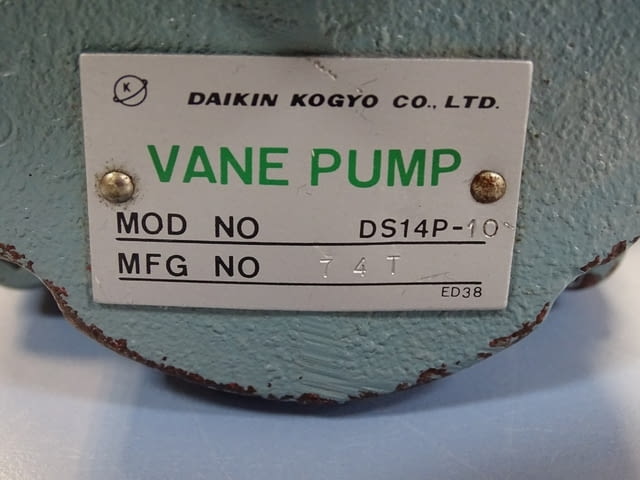 K DAIKIN KOGYO CO., LTD.
VANE PUMP
MOD NO DS14P-10
MFG NO 74T
ED38